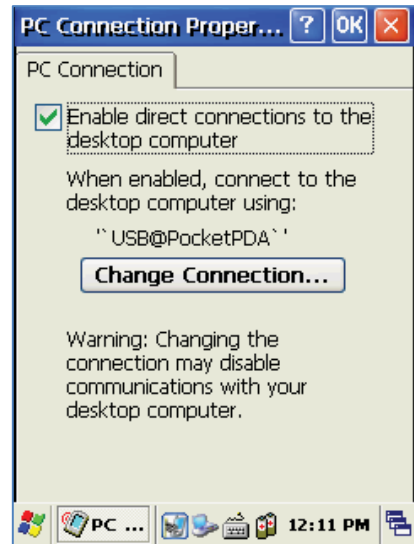 PC Connection Proper... ? OK
PC Connection
Enable direct connections to the
desktop computer
When enabled, connect to the
desktop computer using:
'`USB@PocketPDA`'
Change Connection...
Warning: Changing the
connection may disable
communications with your
desktop computer.
PC ... 12:11 PM